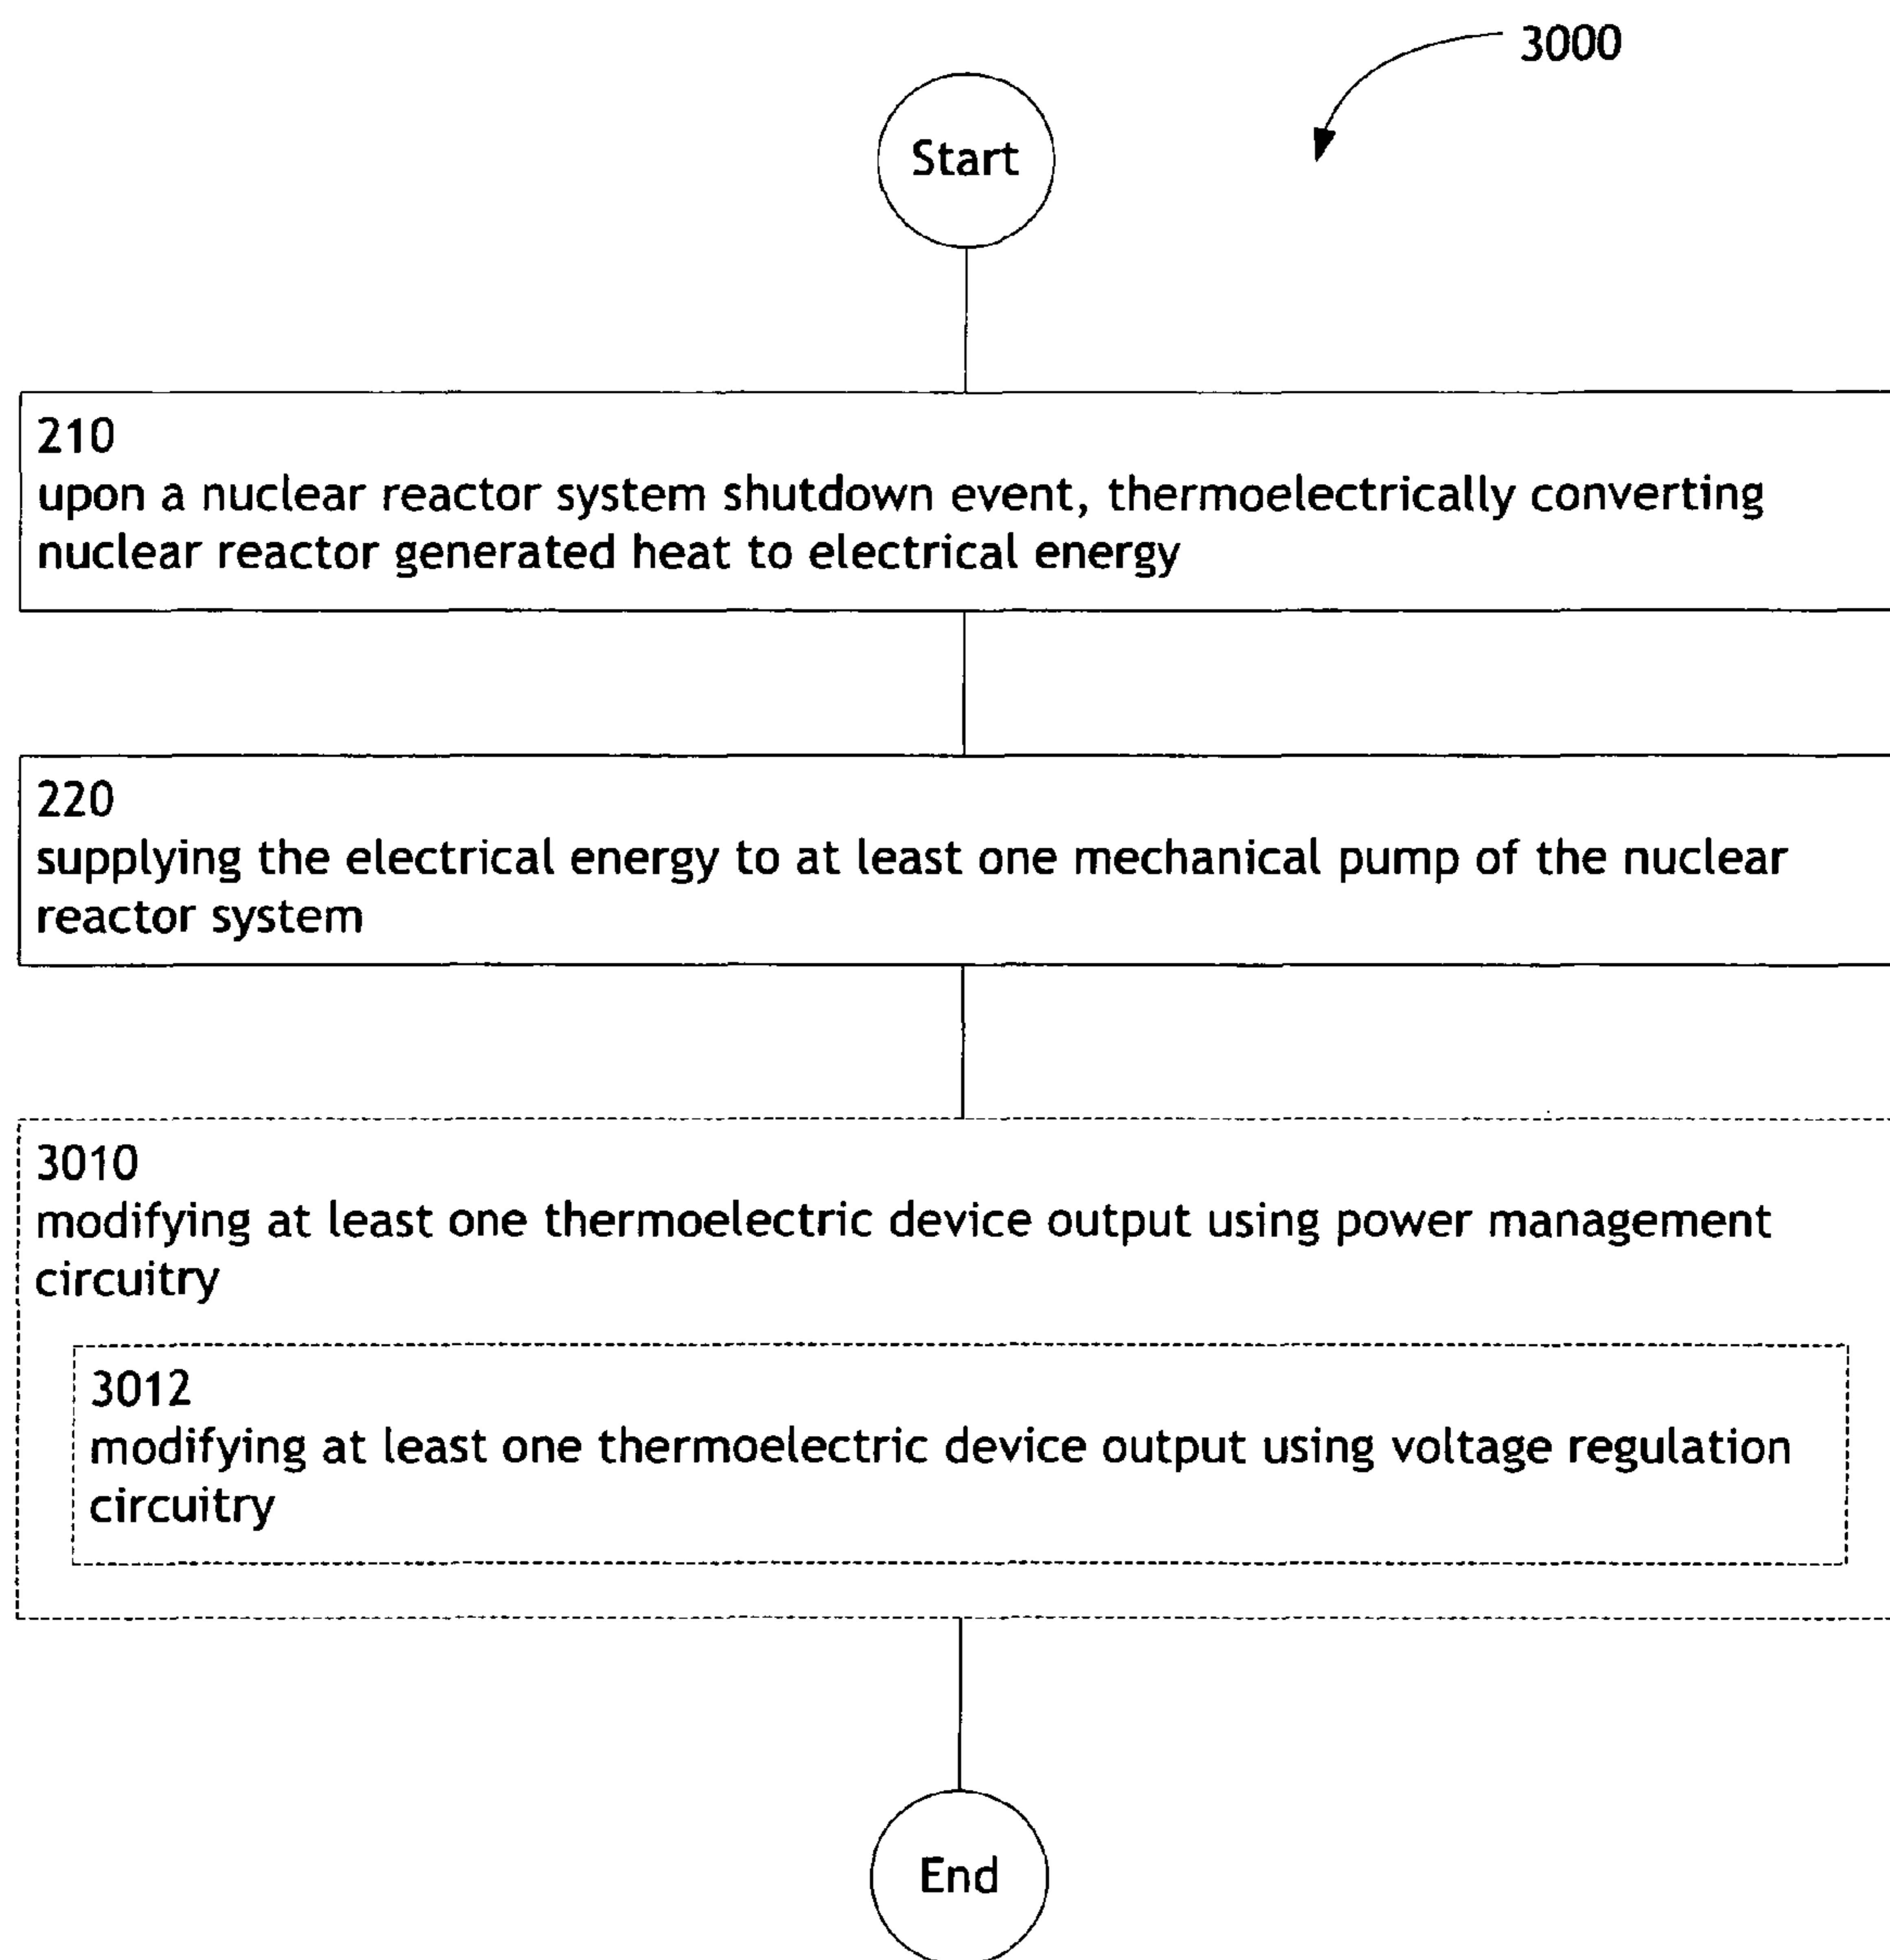 3000
Start
210
upon a nuclear reactor system shutdown event, thermoelectrically converting
nuclear reactor generated heat to electrical energy
220
supplying the electrical energy to at least one mechanical pump of the nuclear
reactor system
3010
modifying at least one thermoelectric device output using power management
circuitry
3012
modifying at least one thermoelectric device output using voltage regulation
circuitry
End